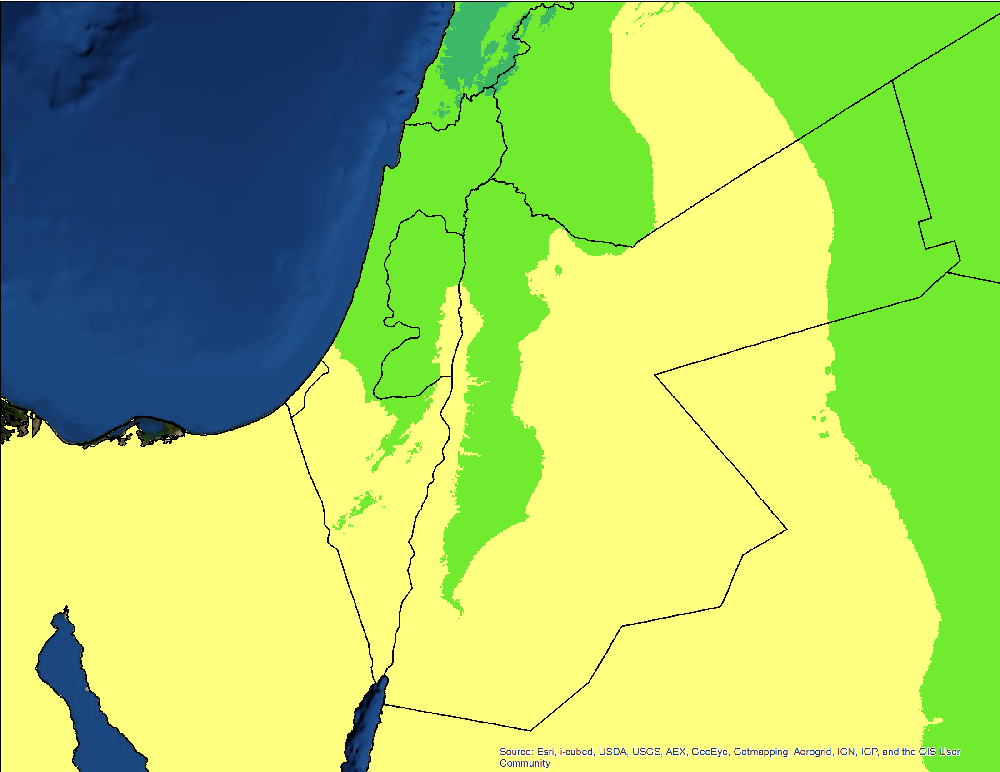 Source: Esri, i-cubed, USDA, USGS, AEX, GeoEye, Getmapping, Aerogrid, IGN, IGP, and the GIS User
Community